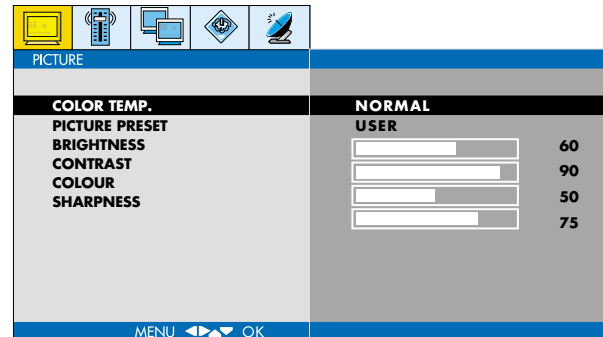 PICTURE
COLOR TEMP. NORMAL
PICTURE PRESET USER
BRIGHTNESS 60
CONTRAST 90
COLOUR 50
SHARPNESS 75
MENU OK